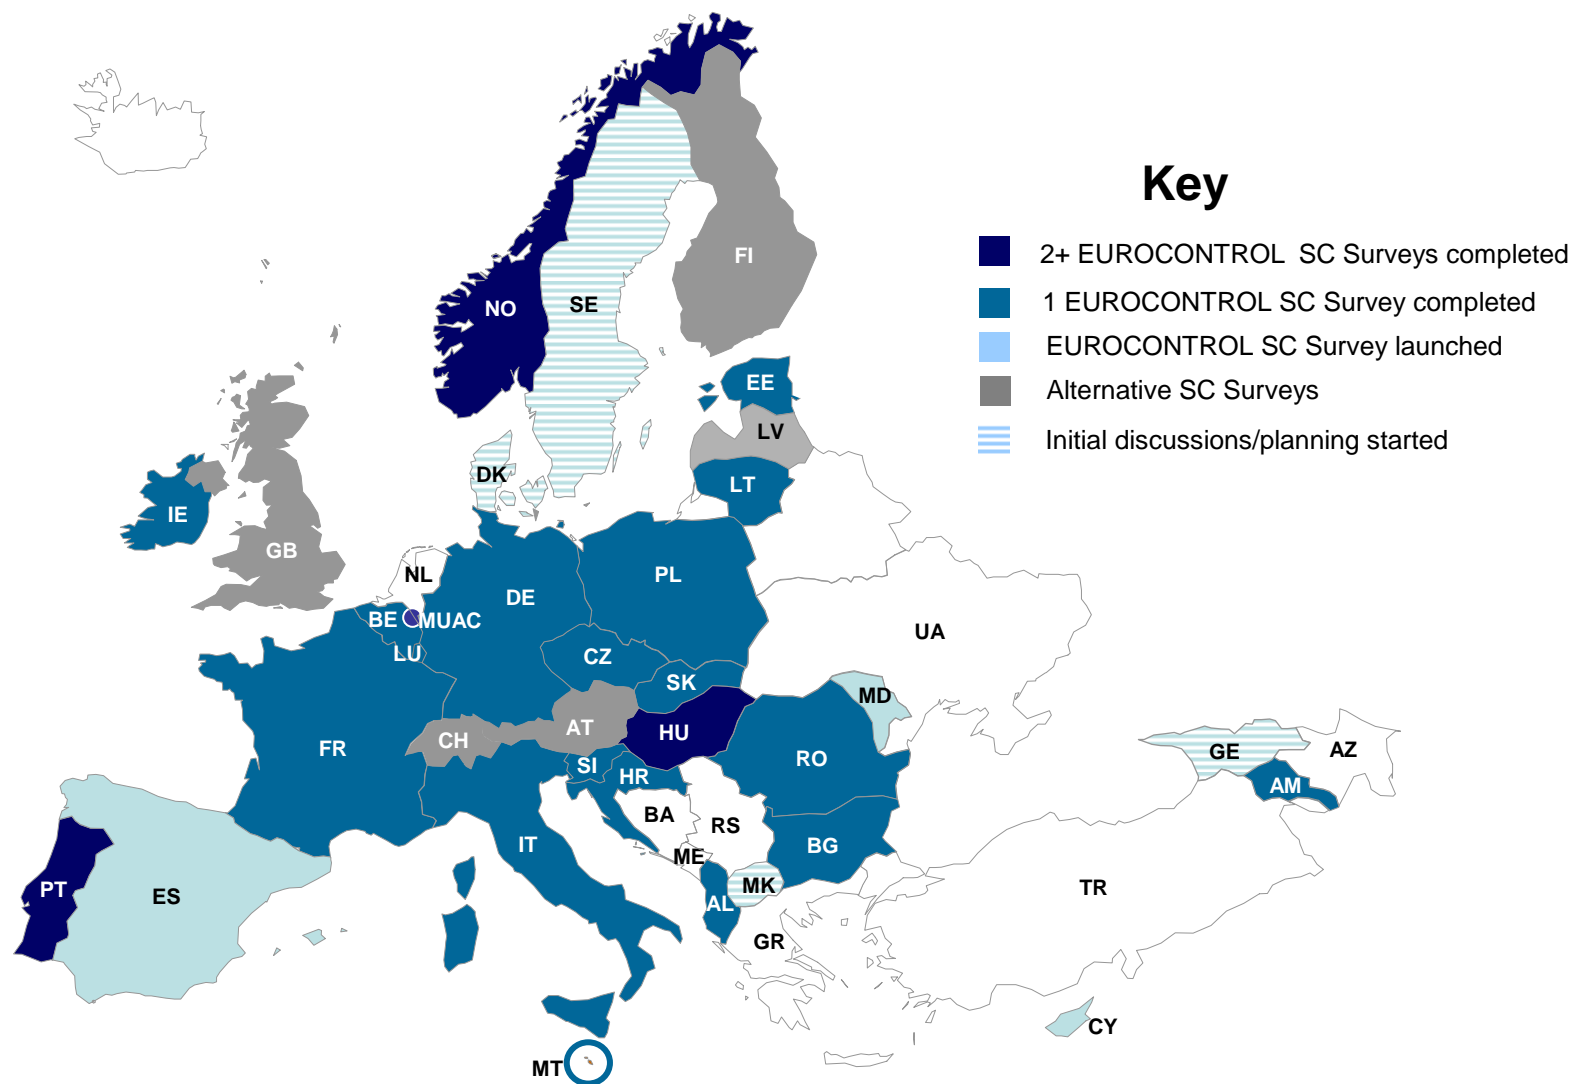 Key
2+ EUROCONTROL SC Surveys completed
1 EUROCONTROL SC Survey completed
EUROCONTROL SC Survey launched
Alternative SC Surveys
Initial discussions/planning started
FI
NO
SE
EE
LV
DK
LT
IE
GB
NL
PL
DE
BE
MUAC
UA
LU
CZ
SK
MD
AT
HU
CH
FR
GE
AZ
SI
HR
RO
AM
BA
RS
IT
BG
ME
PT
ES
MK
TR
AL
GR
CY
MT